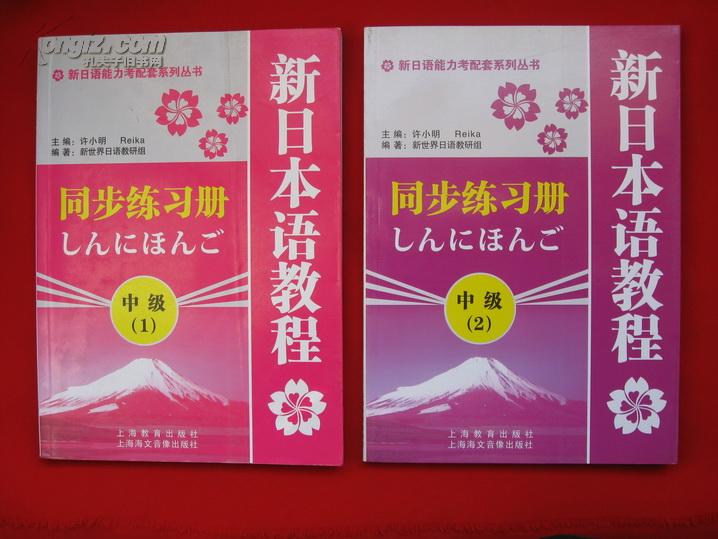 ongiz.com
孔夫子旧书网
新日语能力考配套系列丛书
主编：许小明 Reika
编著：新世界日语教研组
同步练习册
しんにほんご
中级
(1)
新日本语教程
上海教育出版社
上海海文音像出版社
新日语能力考配套系列丛书
主编：许小明 Reika
编著：新世界日语教研组
同步练习册
しんにほんご
中级
(2)
新日本语教程
上海教育出版社
上海海文音像出版社